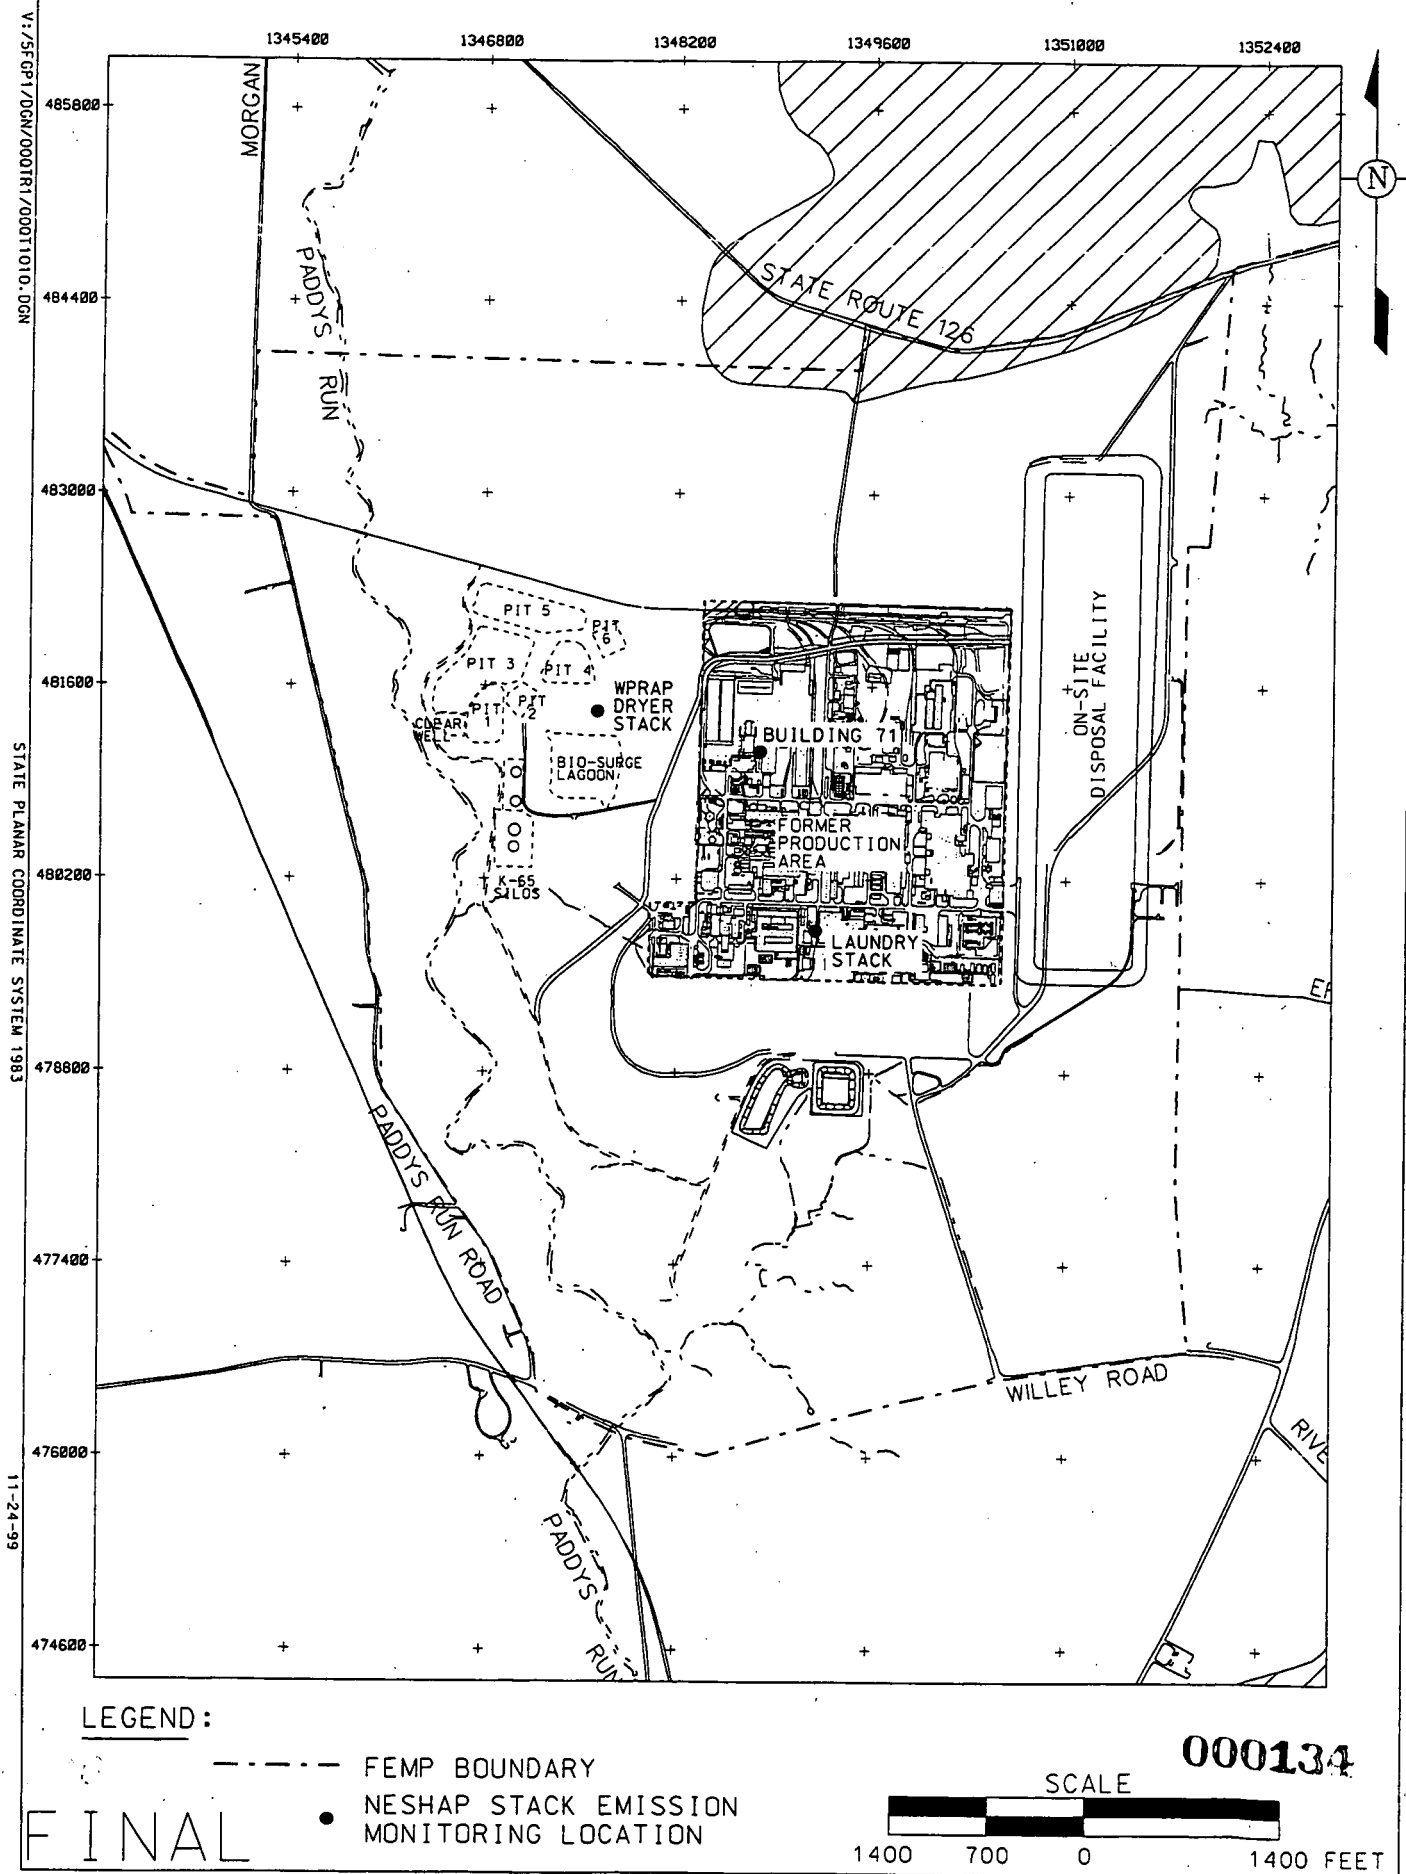 1345400 1346800 1348200 1349600 1351000 1352400
V:/5FGP1/DGN/OOOTR1/OOOT1010.DGN
STATE PLANAR COORDINATE SYSTEM 1983
11-24-99
485800
484400
483000
481600
480200
478800
477400
476000
474600
N
MORGAN
PADDYS RUN
STATE ROUTE 126
PIT 5
PIT
6
PIT 3
PIT 4
PIT
1
PIT
2
CLEAR
WELL
WPRAP
DRYER
STACK
BIO-SURGE
LAGOON
K-65
SILOS
BUILDING 71
FORMER
PRODUCTION
AREA
LAUNDRY
STACK
ON-SITE
DISPOSAL FACILITY
PADDYS RUN ROAD
WILLEY ROAD
RIVE
PADDYS RUN
LEGEND:
FEMP BOUNDARY
NESHAP STACK EMISSION
MONITORING LOCATION
FINAL
000134
SCALE
1400 700 0 1400 FEET